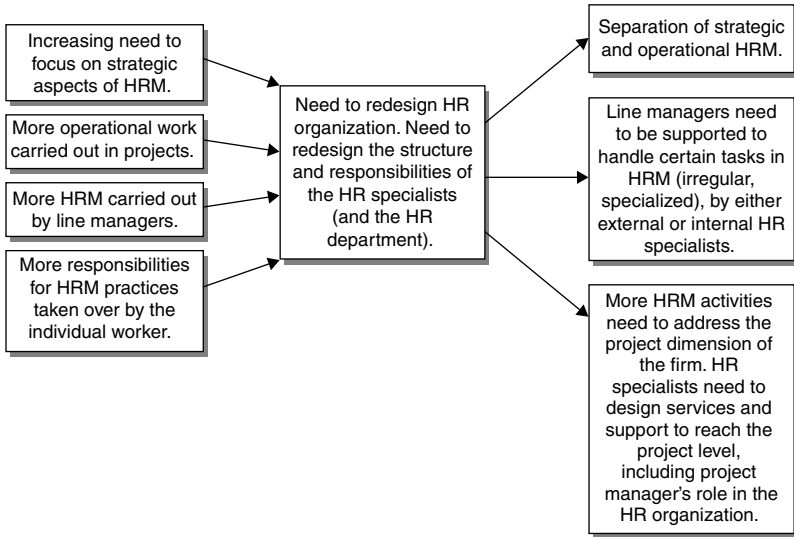 Increasing need to
focus on strategic
aspects of HRM.
More operational work
carried out in projects.
More HRM carried out
by line managers.
More responsibilities
for HRM practices
taken over by the
individual worker.
Need to redesign HR
organization. Need to
redesign the structure
and responsibilities of
the HR specialists
(and the HR
department).
Separation of strategic
and operational HRM.
Line managers need
to be supported to
handle certain tasks in
HRM (irregular,
specialized), by either
external or internal HR
specialists.
More HRM activities
need to address the
project dimension of
the firm. HR
specialists need to
design services and
support to reach the
project level,
including project
manager's role in the
HR organization.